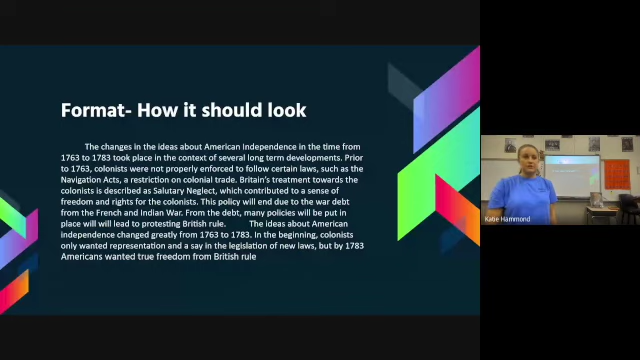 Format- How it should look
The changes in the ideas about American Independence in the time from
1763 to 1783 took place in the context of several long term developments. Prior
to 1763, colonists were not properly enforced to follow certain laws, such as the
Navigation Acts, a restriction on colonial trade. Britain's treatment towards the
colonists is described as Salutary Neglect, which contributed to a sense of
freedom and rights for the colonists. This policy will end due to the war debt
from the French and Indian War. From the debt, many policies will be put in
place will will lead to protesting British rule. The ideas about American
independence changed greatly from 1763 to 1783. In the beginning, colonists
only wanted representation and a say in the legislation of new laws, but by 1783
Americans wanted true freedom from British rule
Katie Hammond